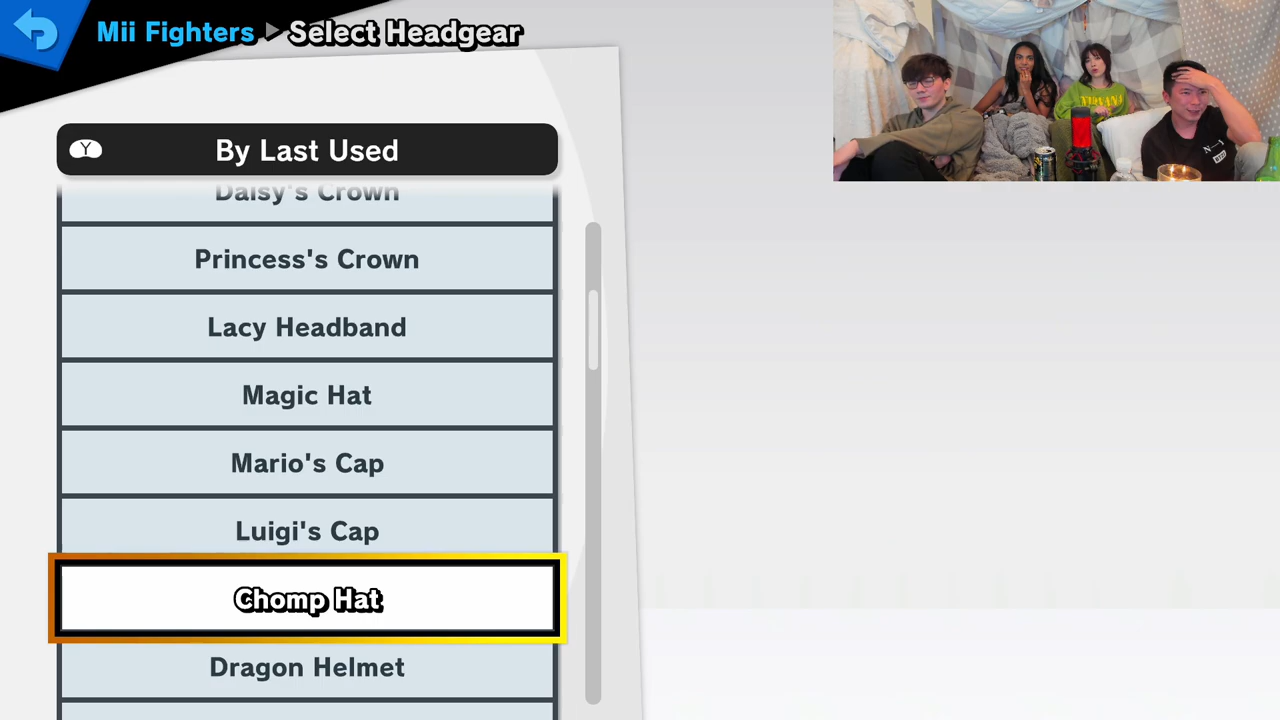 Mii Fighters ▶ Select Headgear
Y By Last Used
Daisy's Crown
Princess's Crown
Lacy Headband
Magic Hat
Mario's Cap
Luigi's Cap
Chomp Hat
Dragon Helmet
NIRVANA